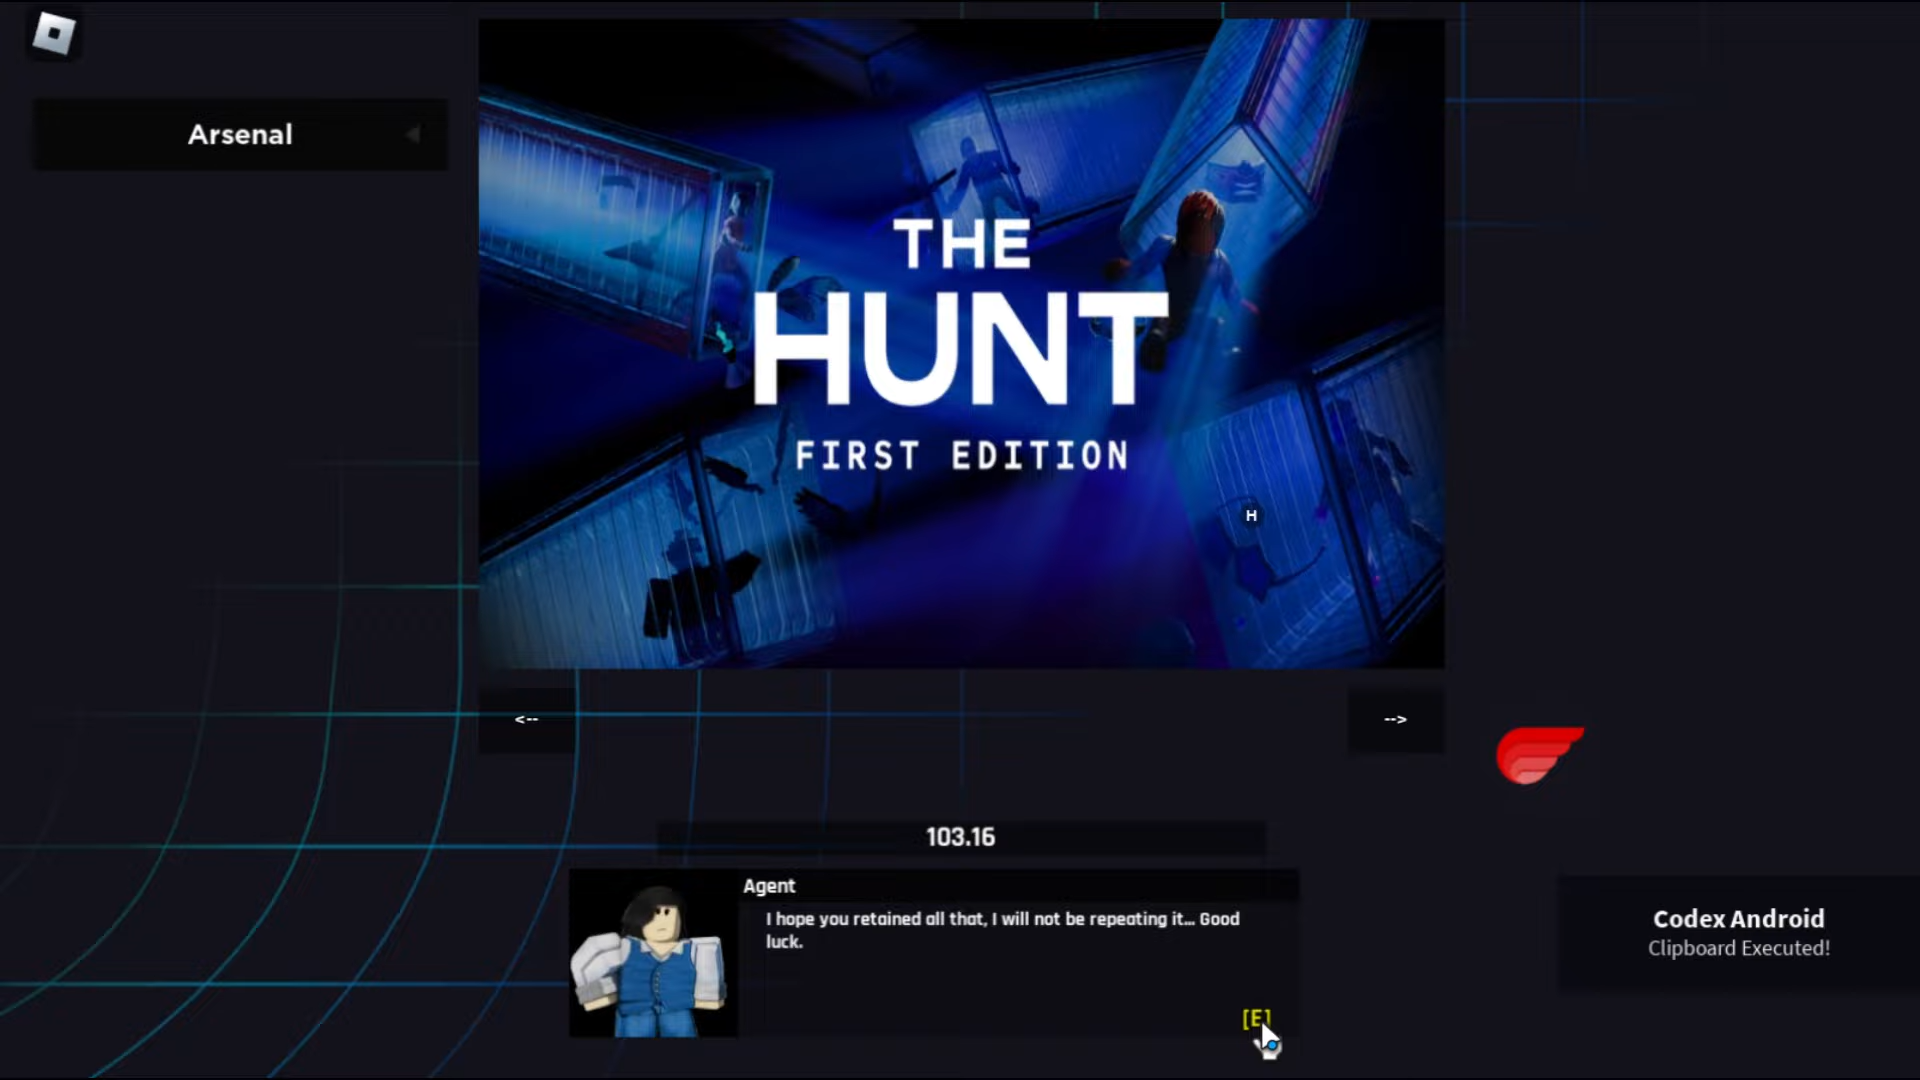 Arsenal
THE
HUNT
FIRST EDITION
H
<--
-->
103.16
Agent
I hope you retained all that, I will not be repeating it... Good
luck.
[E]
Codex Android
Clipboard Executed!